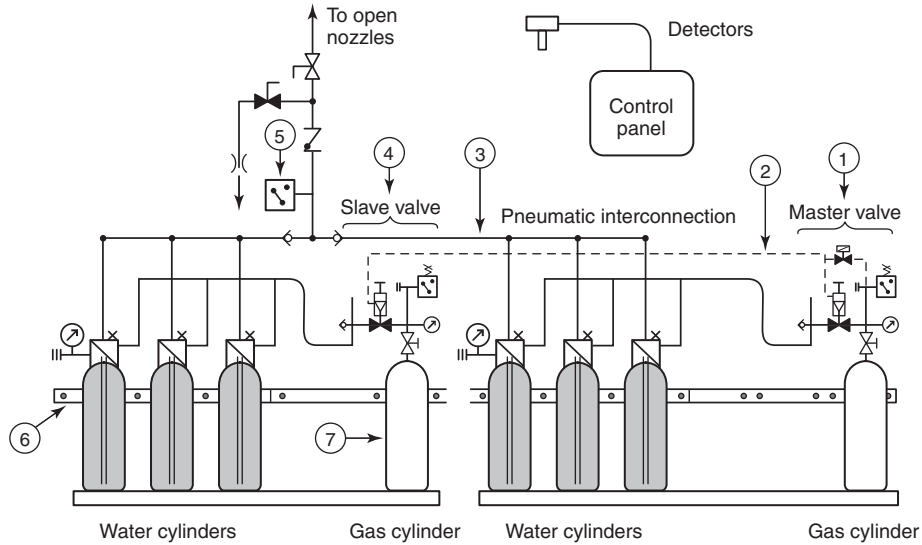 To open
nozzles
Detectors
Control
panel
5
4
3
2
1
Slave valve
Pneumatic interconnection
Master valve
6
7
Water cylinders
Gas cylinder
Water cylinders
Gas cylinder